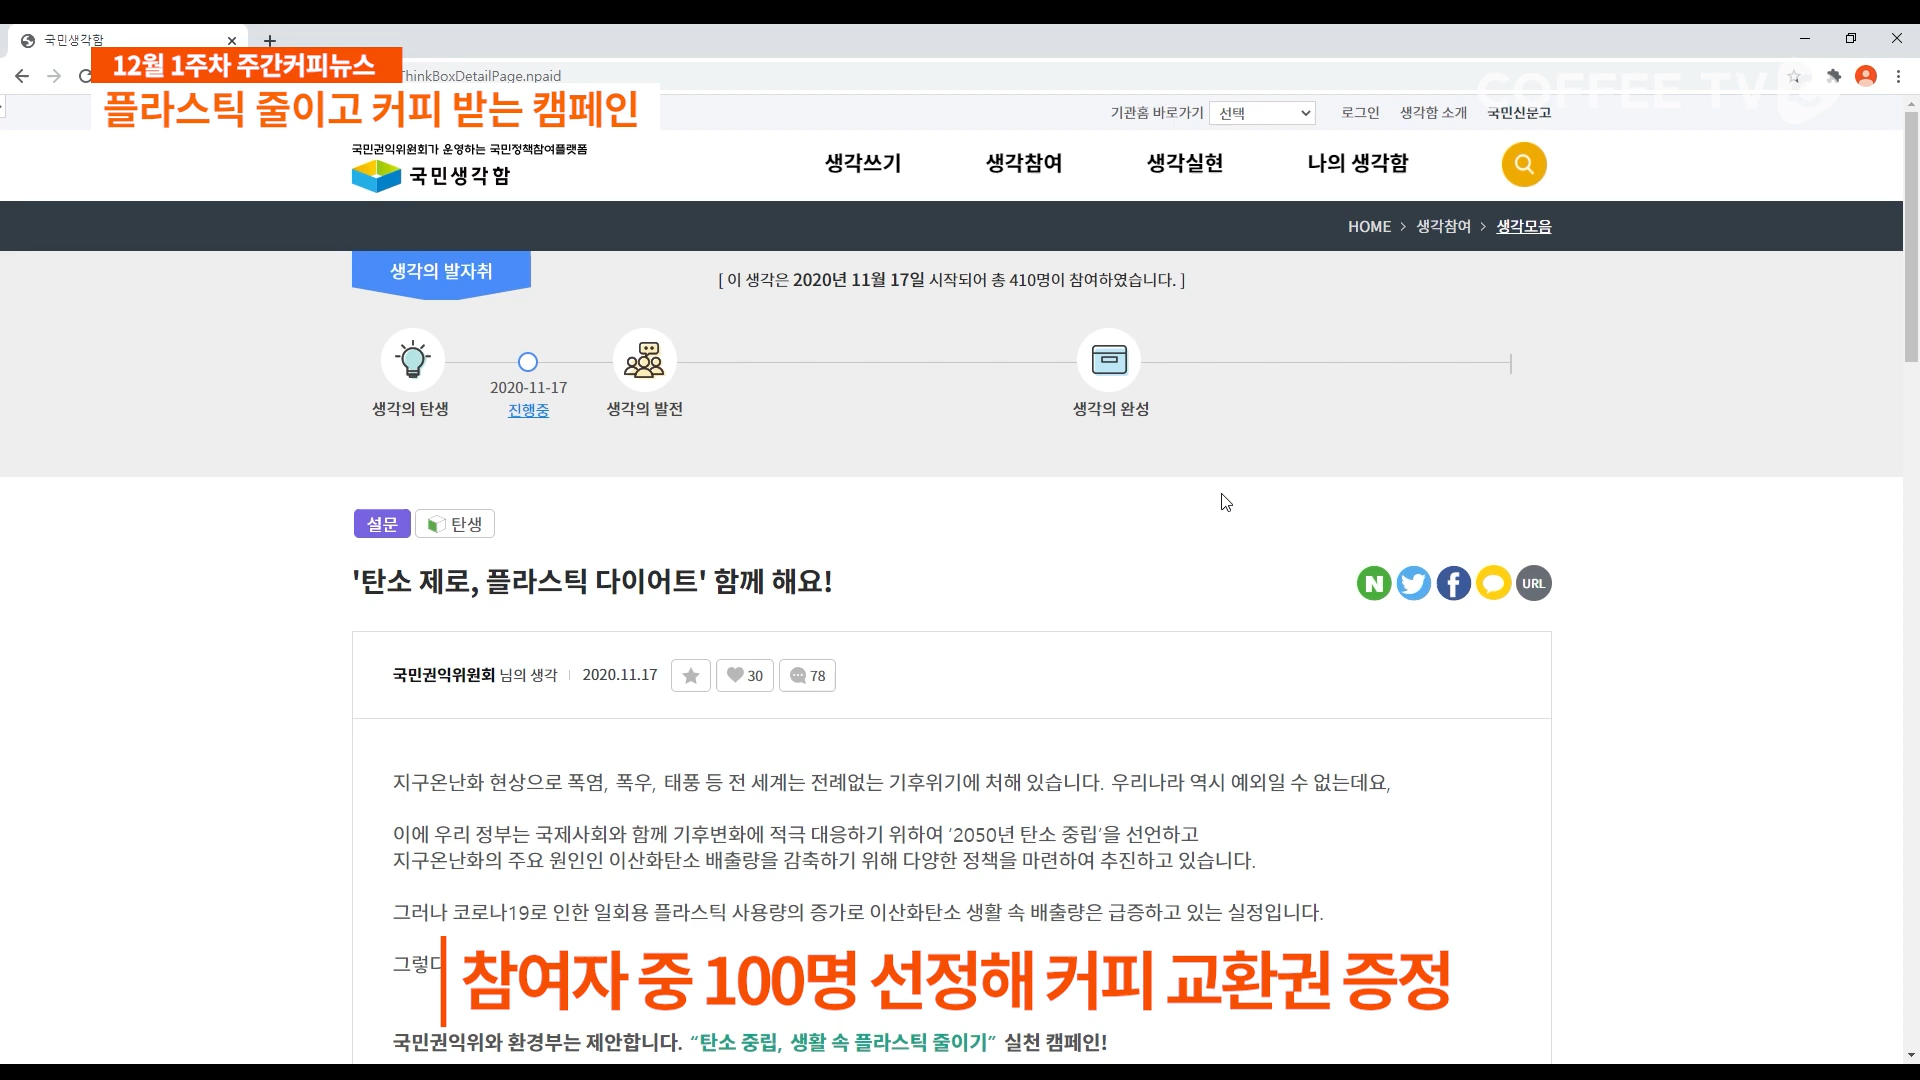 국민생각함
12월 1주차 주간커피뉴스
ThinkBoxDetailPage.npaid
플라스틱 줄이고 커피 받는 캠페인
COFFEE TV
기관홈 바로가기 선택 로그인 생각함 소개 국민신문고
국민권익위원회가 운영하는 국민정책참여플랫폼
국민생각함
생각쓰기 생각참여 생각실현 나의 생각함
HOME > 생각참여 > 생각모음
생각의 발자취
[ 이 생각은 2020년 11월 17일 시작되어 총 410명이 참여하였습니다. ]
2020-11-17
생각의 탄생 진행중 생각의 발전 생각의 완성
설문 탄생
'탄소 제로, 플라스틱 다이어트' 함께 해요!
N f URL
국민권익위원회 님의 생각 2020.11.17 30 78
지구온난화 현상으로 폭염, 폭우, 태풍 등 전 세계는 전례없는 기후위기에 처해 있습니다. 우리나라 역시 예외일 수 없는데요,
이에 우리 정부는 국제사회와 함께 기후변화에 적극 대응하기 위하여 ‘2050년 탄소 중립’을 선언하고
지구온난화의 주요 원인인 이산화탄소 배출량을 감축하기 위해 다양한 정책을 마련하여 추진하고 있습니다.
그러나 코로나19로 인한 일회용 플라스틱 사용량의 증가로 이산화탄소 생활 속 배출량은 급증하고 있는 실정입니다.
참여자 중 100명 선정해 커피 교환권 증정
국민권익위와 환경부는 제안합니다. “탄소 중립, 생활 속 플라스틱 줄이기” 실천 캠페인!